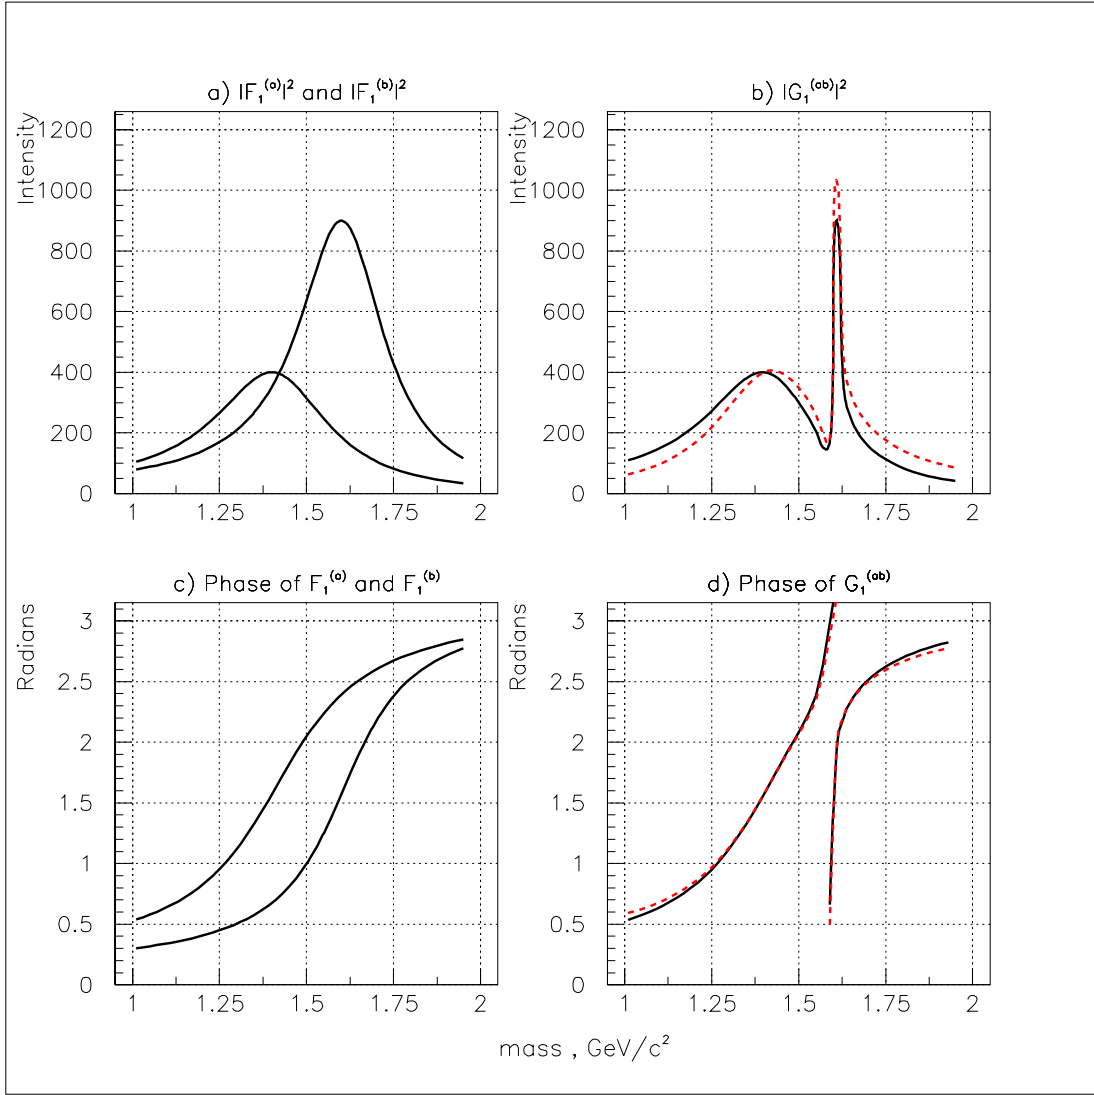 a) |F₁⁽ᵃ⁾|² and |F₁⁽ᵇ⁾|²
Intensity
1200
1000
800
600
400
200
0
1 1.25 1.5 1.75 2
b) |G₁⁽ᵃᵇ⁾|²
Intensity
1200
1000
800
600
400
200
0
1 1.25 1.5 1.75 2
c) Phase of F₁⁽ᵃ⁾ and F₁⁽ᵇ⁾
Radians
3
2.5
2
1.5
1
0.5
0
1 1.25 1.5 1.75 2
d) Phase of G₁⁽ᵃᵇ⁾
Radians
3
2.5
2
1.5
1
0.5
0
1 1.25 1.5 1.75 2
mass , GeV/c²